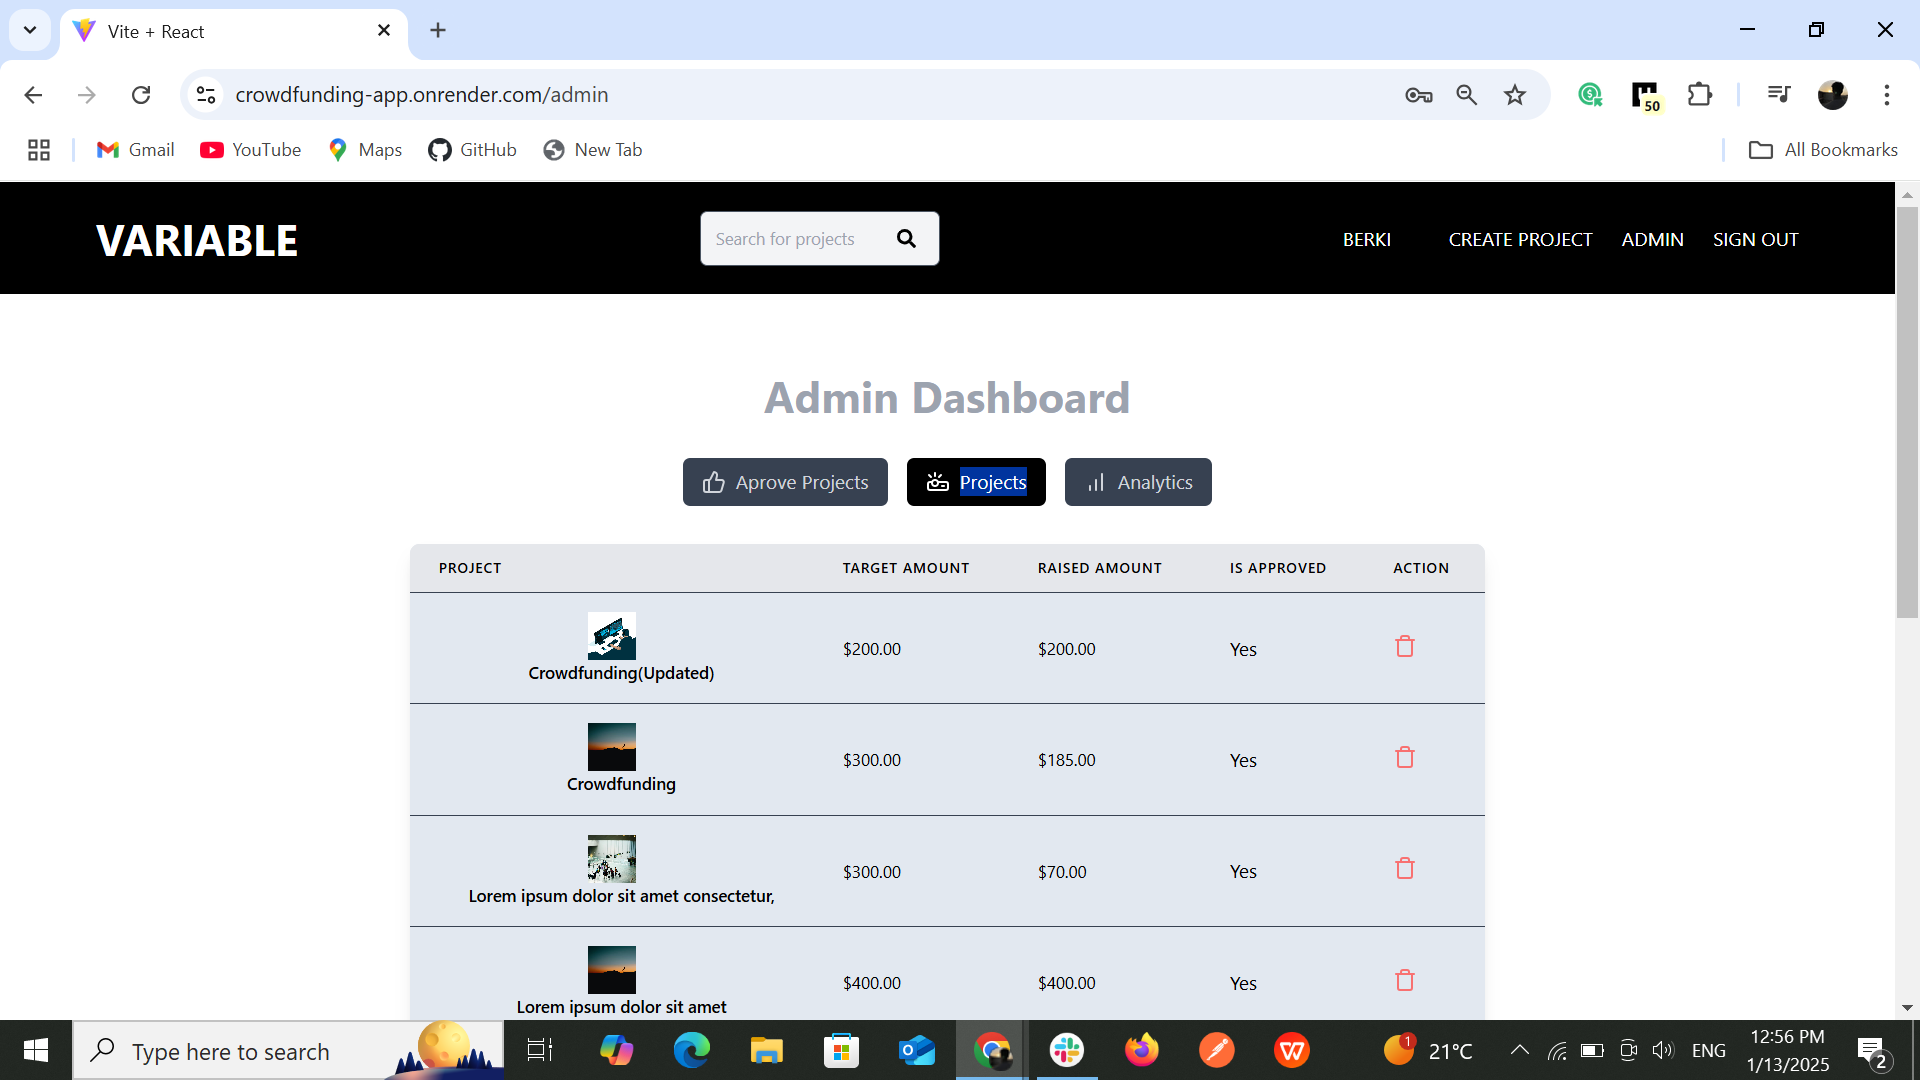 Vite + React
crowdfunding-app.onrender.com/admin
50
Gmail
YouTube
Maps
GitHub
New Tab
All Bookmarks
VARIABLE
Search for projects
BERKI
CREATE PROJECT
ADMIN
SIGN OUT
Admin Dashboard
Aprove Projects
Projects
Analytics
PROJECT TARGET AMOUNT RAISED AMOUNT IS APPROVED ACTION
$200.00 $200.00 Yes
Crowdfunding(Updated)
$300.00 $185.00 Yes
Crowdfunding
$300.00 $70.00 Yes
Lorem ipsum dolor sit amet consectetur,
$400.00 $400.00 Yes
Lorem ipsum dolor sit amet
Type here to search
1
21°C
ENG
12:56 PM
1/13/2025
2